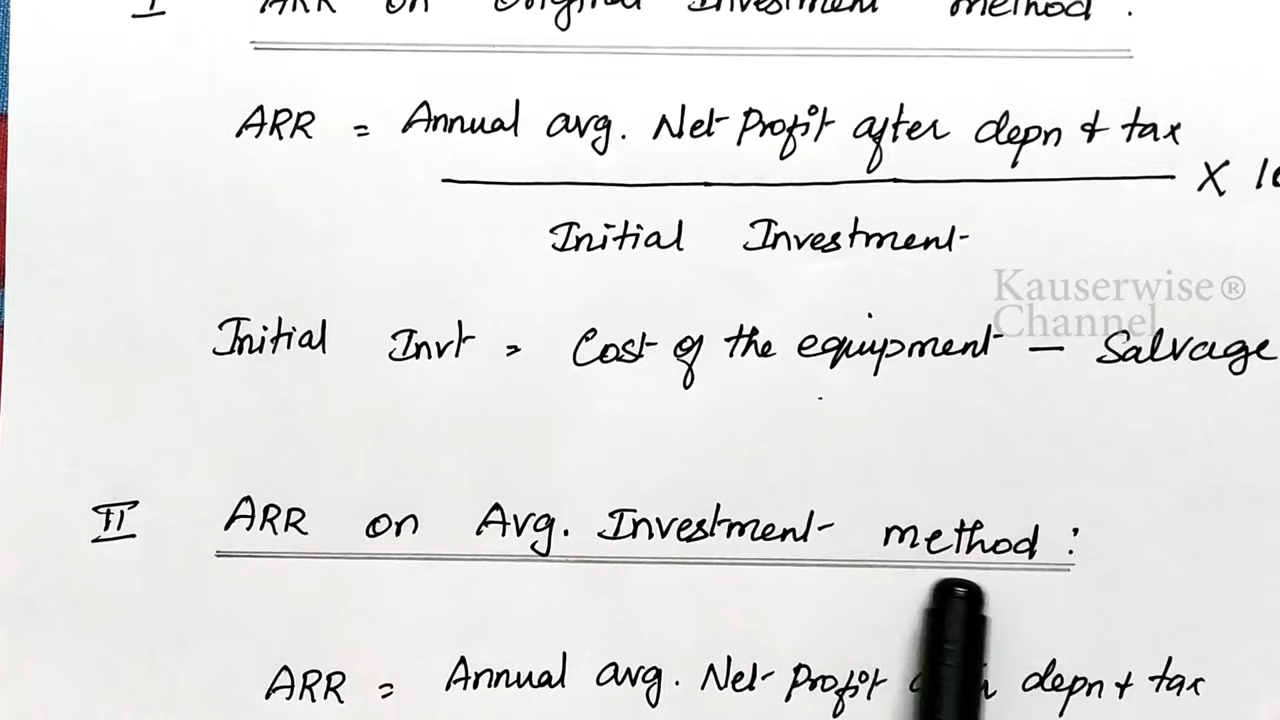 I ARR on Original Investment method :
ARR = Annual avg. Net Profit after depn & tax
X
Initial Investment
Kauserwise®
Channel
Initial Invt = Cost of the equipment - Salvage
II ARR on Avg. Investment method :
ARR = Annual avg. Net Profit depn & tax